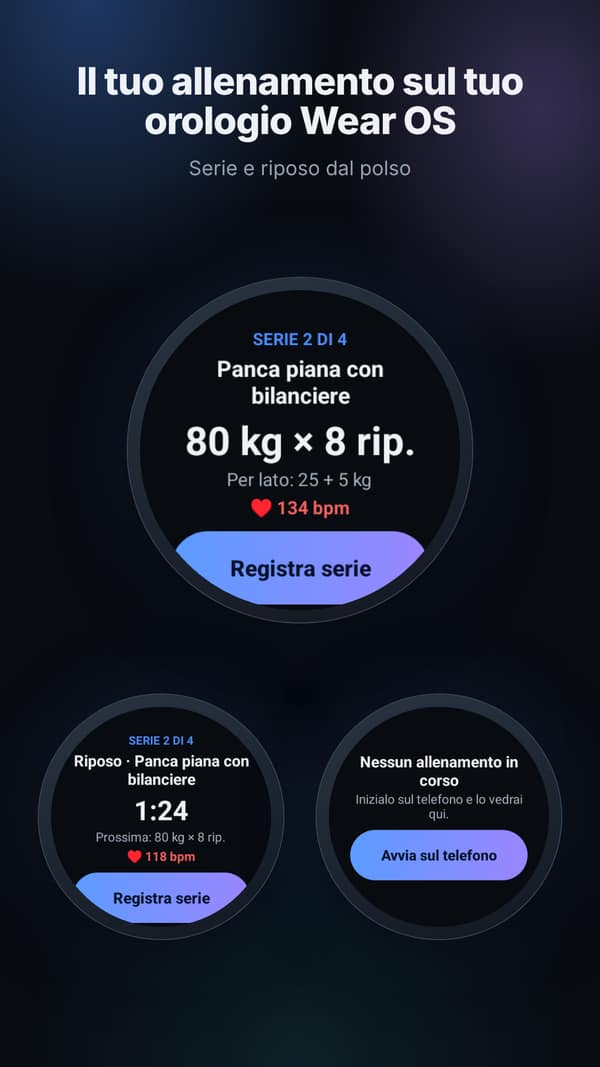 Il tuo allenamento sul tuo
orologio Wear OS
Serie e riposo dal polso
SERIE 2 DI 4
Panca piana con
bilanciere
80 kg × 8 rip.
Per lato: 25 + 5 kg
134 bpm
Registra serie
SERIE 2 DI 4
Riposo · Panca piana con
bilanciere
1:24
Prossima: 80 kg × 8 rip.
118 bpm
Registra serie
Nessun allenamento in
corso
Inizialo sul telefono e lo vedrai
qui.
Avvia sul telefono